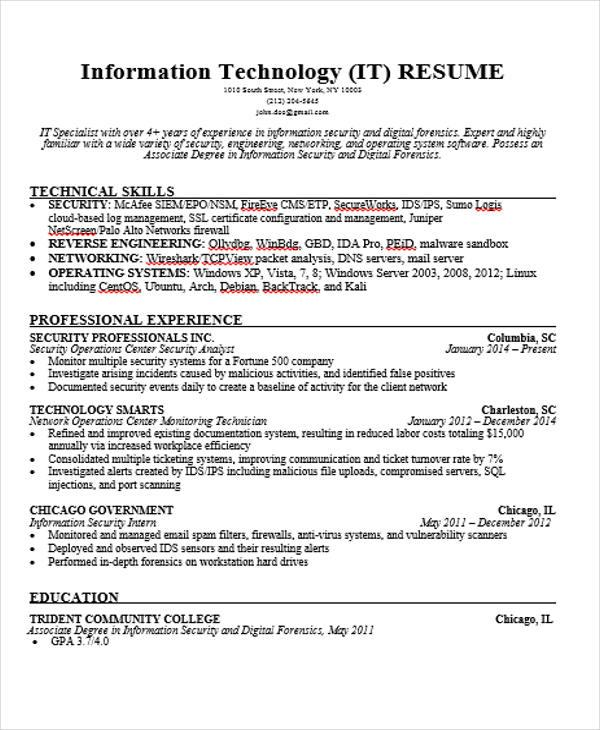 Information Technology (IT) RESUME
1010 South Street, New York, NY 10003
(212) 204-5645
john.doe@gmail.com
IT Specialist with over 4+ years of experience in information security and digital forensics. Expert and highly
familiar with a wide variety of security, engineering, networking, and operating system software. Possess an
Associate Degree in Information Security and Digital Forensics.
TECHNICAL SKILLS
• SECURITY: McAfee SIEM/EPO/NSM, FireEye CMS/ETP, SecureWorks, IDS/IPS, Sumo Logis
cloud-based log management, SSL certificate configuration and management, Juniper
NetScreen/Palo Alto Networks firewall
• REVERSE ENGINEERING: Ollydbg, WinBdg, GBD, IDA Pro, PEiD, malware sandbox
• NETWORKING: Wireshark/TCPView packet analysis, DNS servers, mail server
• OPERATING SYSTEMS: Windows XP, Vista, 7, 8; Windows Server 2003, 2008, 2012; Linux
including CentOS, Ubuntu, Arch, Debian, BackTrack, and Kali
PROFESSIONAL EXPERIENCE
SECURITY PROFESSIONALS INC. Columbia, SC
Security Operations Center Security Analyst January 2014 – Present
• Monitor multiple security systems for a Fortune 500 company
• Investigate arising incidents caused by malicious activities, and identified false positives
• Documented security events daily to create a baseline of activity for the client network
TECHNOLOGY SMARTS Charleston, SC
Network Operations Center Monitoring Technician January 2012 – December 2014
• Refined and improved existing documentation system, resulting in reduced labor costs totaling $15,000
annually via increased workplace efficiency
• Consolidated multiple ticketing systems, improving communication and ticket turnover rate by 7%
• Investigated alerts created by IDS/IPS including malicious file uploads, compromised servers, SQL
injections, and port scanning
CHICAGO GOVERNMENT Chicago, IL
Information Security Intern May 2011 – December 2012
• Monitored and managed email spam filters, firewalls, anti-virus systems, and vulnerability scanners
• Deployed and observed IDS sensors and their resulting alerts
• Performed in-depth forensics on workstation hard drives
EDUCATION
TRIDENT COMMUNITY COLLEGE Chicago, IL
Associate Degree in Information Security and Digital Forensics, May 2011
• GPA 3.7/4.0